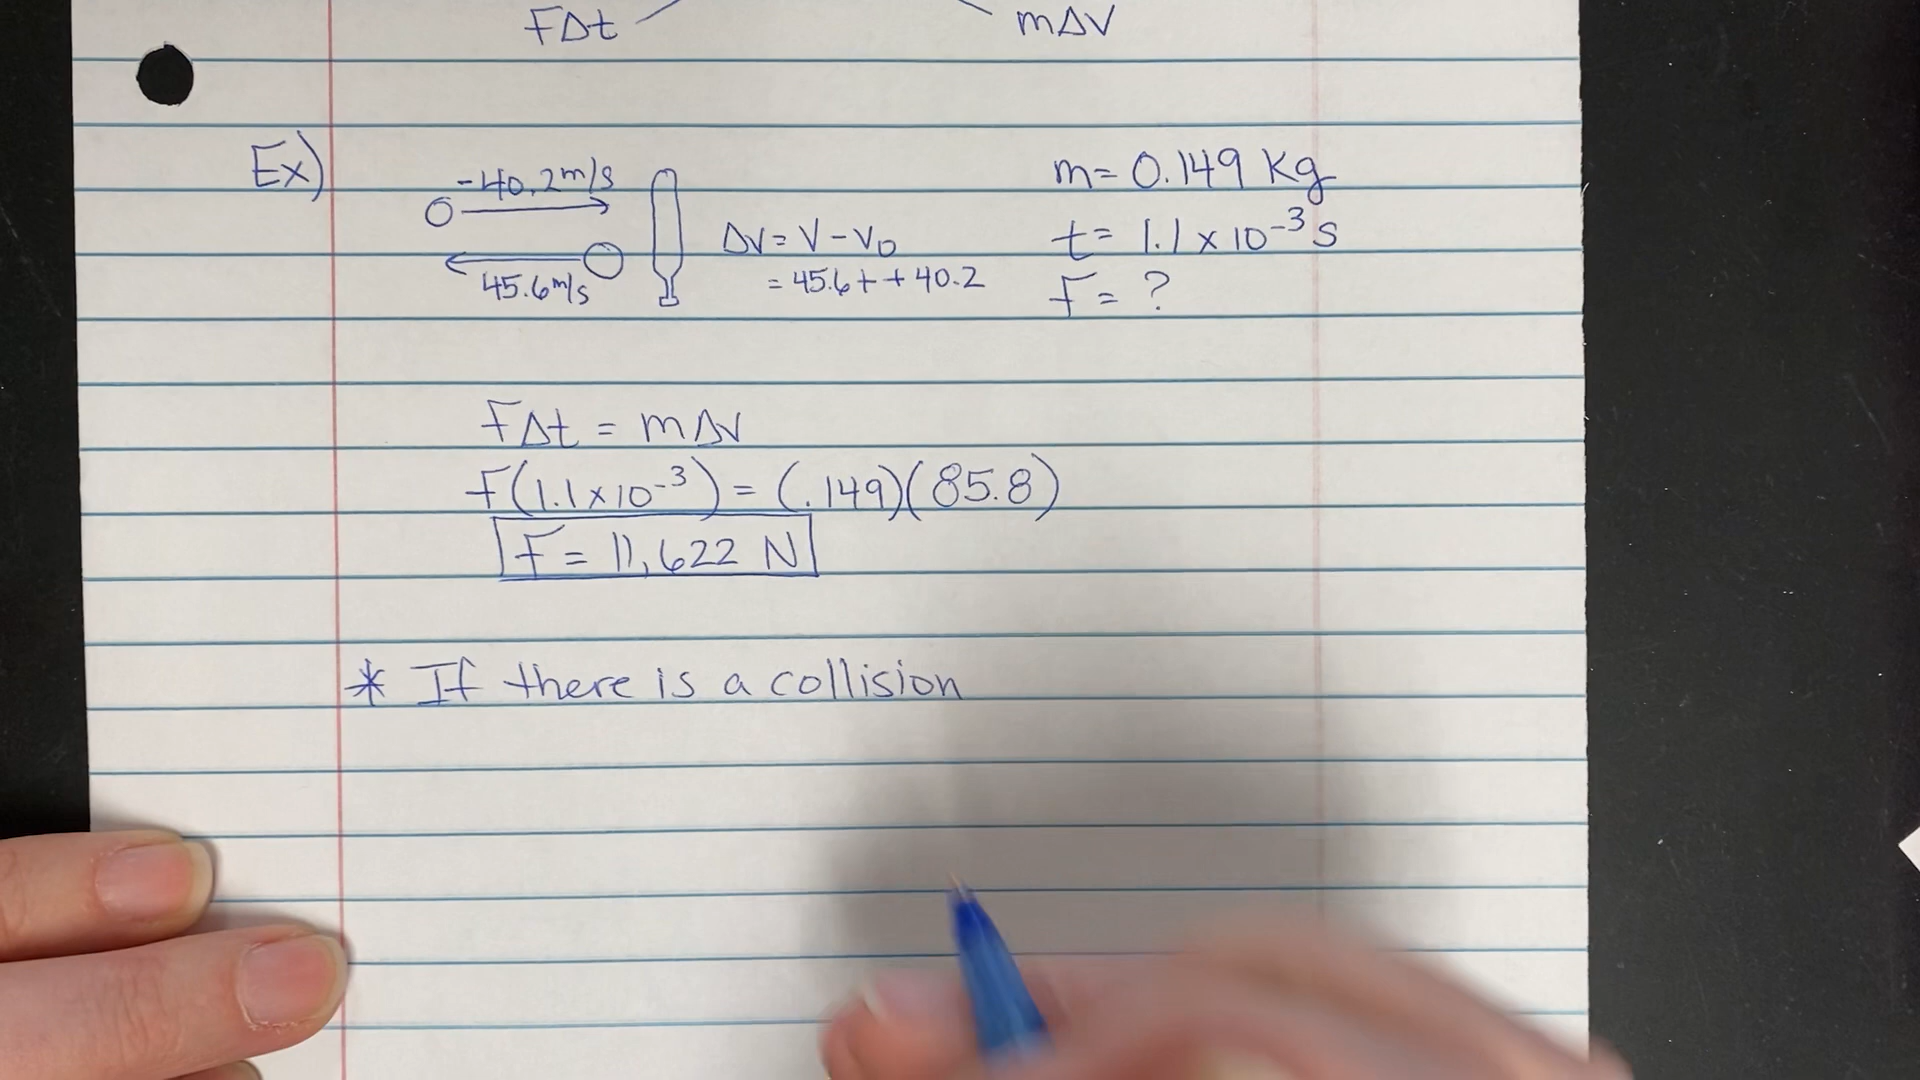 FΔt mΔV
Ex) -40.2m/s m= 0.149 Kg
ΔV= V-V₀ t= 1.1 x 10⁻³ s
45.6m/s = 45.6+ + 40.2 F= ?
FΔt = mΔV
F(1.1x10⁻³) = (.149)(85.8)
F= 11,622 N
* If there is a collision